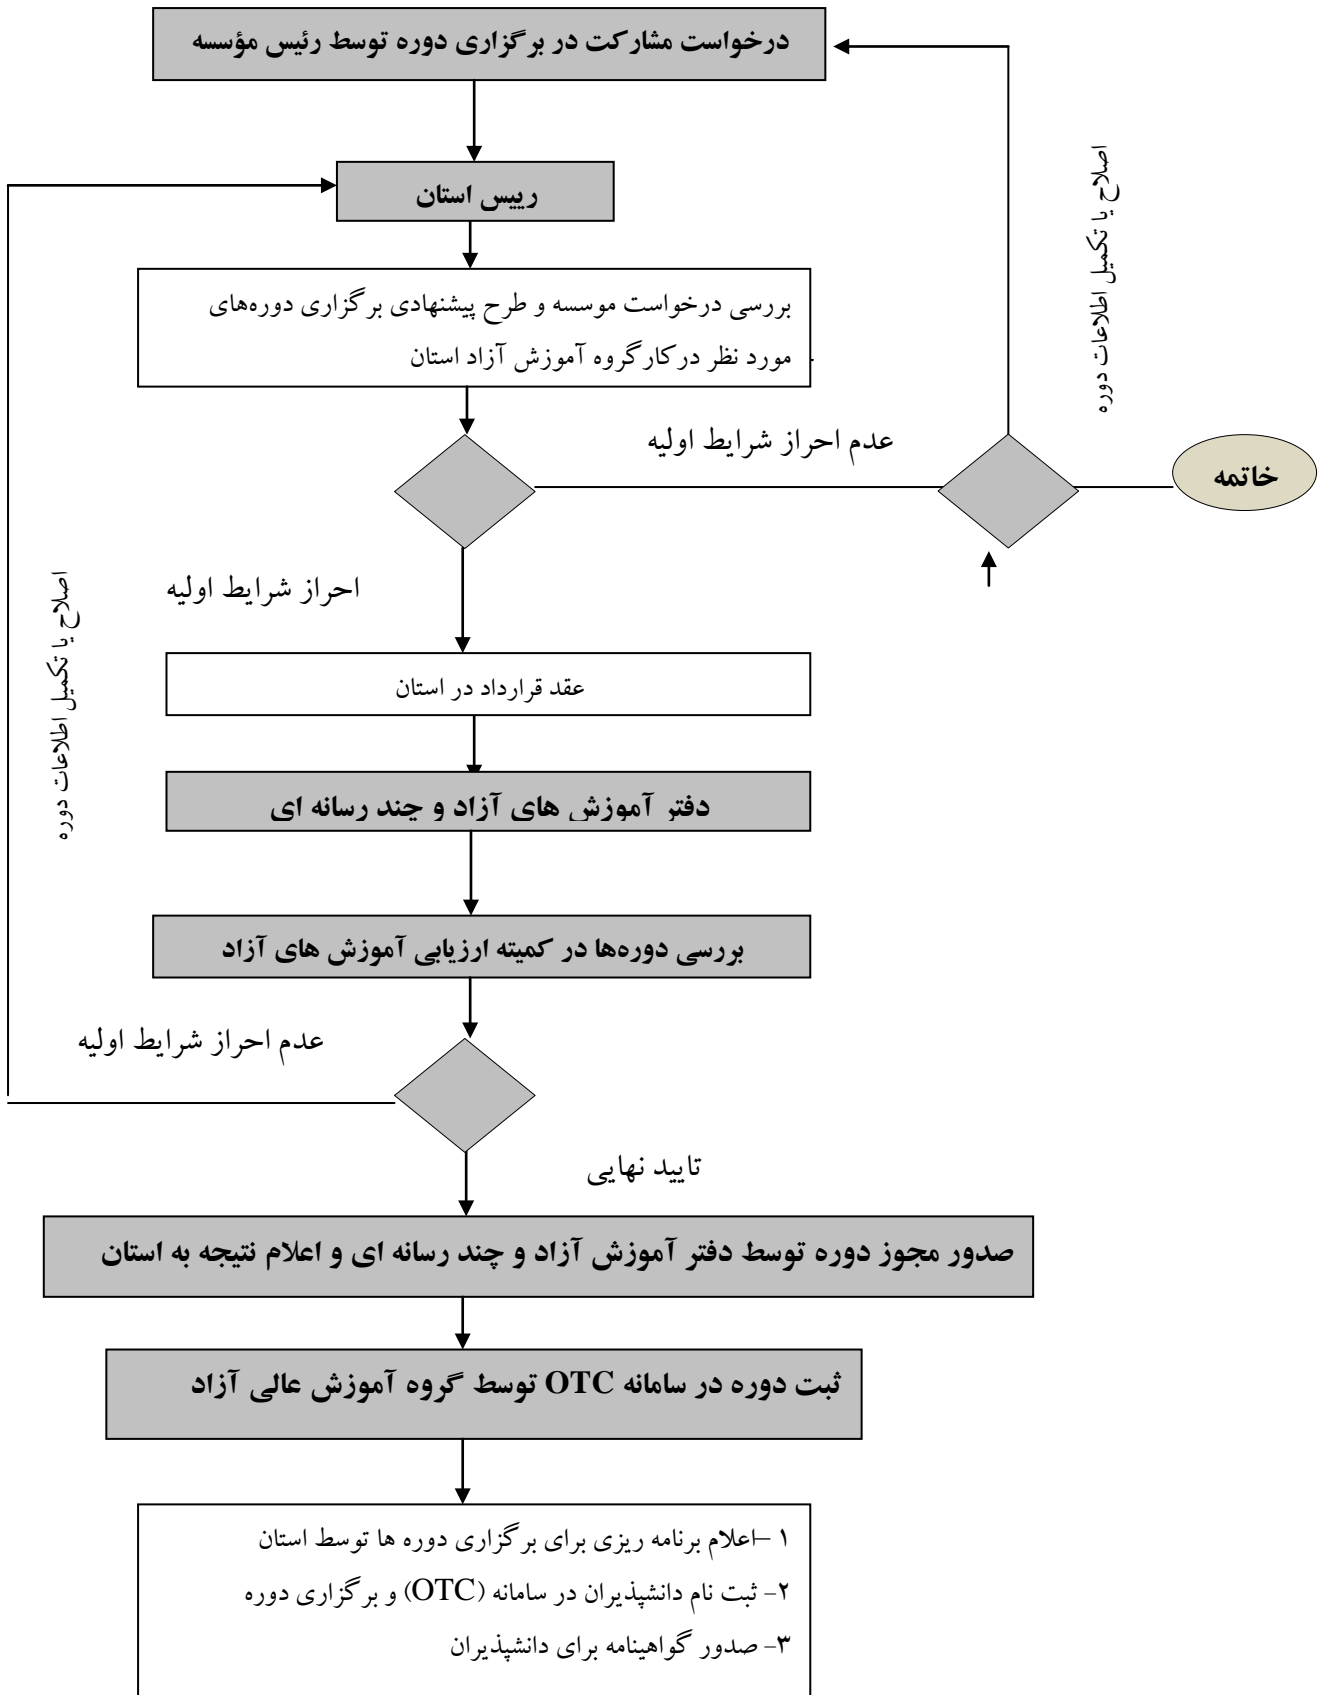 درخواست مشارکت در برگزاری دوره توسط رئیس مؤسسه
رییس استان
بررسی درخواست موسسه و طرح پیشنهادی برگزاری دوره‌های
مورد نظر درکارگروه آموزش آزاد استان
اصلاح یا تکمیل اطلاعات دوره
عدم احراز شرایط اولیه
خاتمه
احراز شرایط اولیه
اصلاح یا تکمیل اطلاعات دوره
عقد قرارداد در استان
دفتر آموزش های آزاد و چند رسانه ای
بررسی دوره‌ها در کمیته ارزیابی آموزش های آزاد
عدم احراز شرایط اولیه
تایید نهایی
صدور مجوز دوره توسط دفتر آموزش آزاد و چند رسانه ای و اعلام نتیجه به استان
ثبت دوره در سامانه OTC توسط گروه آموزش عالی آزاد
۱ –اعلام برنامه ریزی برای برگزاری دوره ها توسط استان
۲- ثبت نام دانشپذیران در سامانه (OTC) و برگزاری دوره
۳- صدور گواهینامه برای دانشپذیران